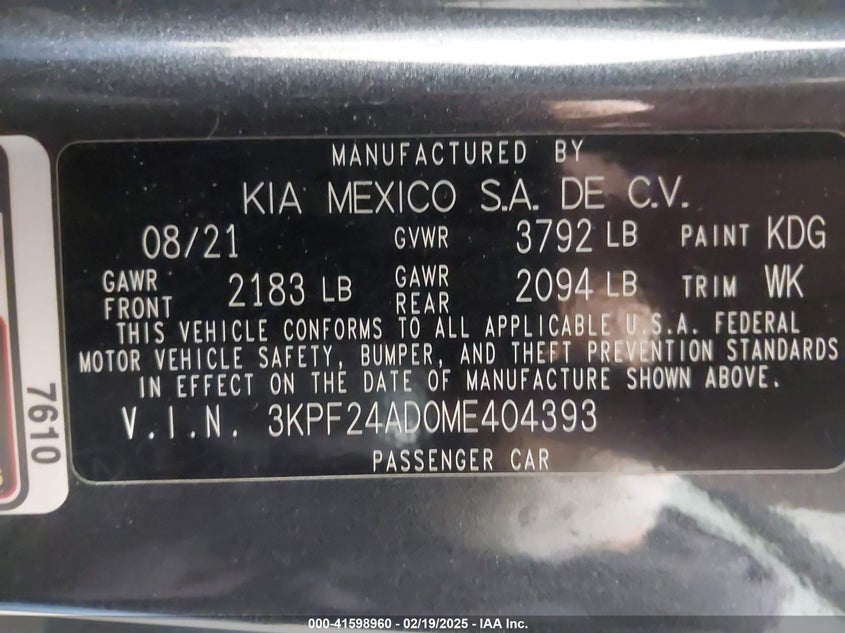 MANUFACTURED BY
KIA MEXICO S.A. DE C.V.
08/21 GVWR 3792 LB PAINT KDG
GAWR FRONT 2183 LB GAWR REAR 2094 LB TRIM WK
THIS VEHICLE CONFORMS TO ALL APPLICABLE U.S.A. FEDERAL
MOTOR VEHICLE SAFETY, BUMPER, AND THEFT PREVENTION STANDARDS
IN EFFECT ON THE DATE OF MANUFACTURE SHOWN ABOVE.
V.I.N. 3KPF24AD0ME404393
PASSENGER CAR
7610
000-41598960 - 02/19/2025 - IAA Inc.